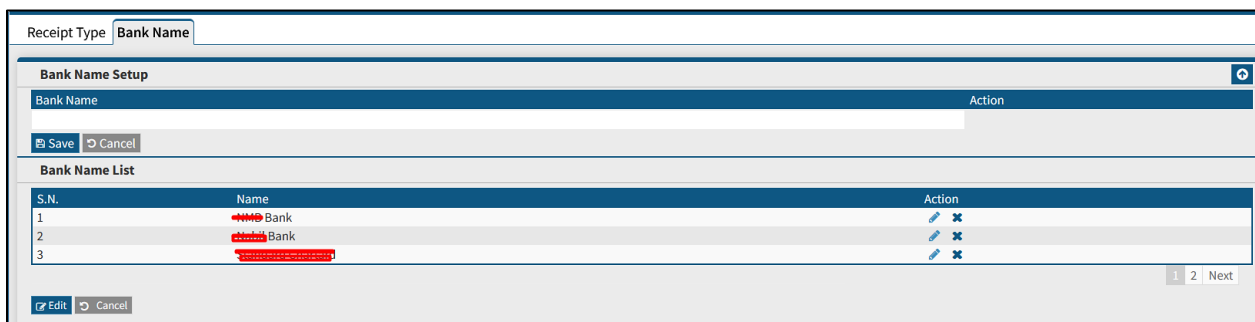 Receipt Type Bank Name
Bank Name Setup
Bank Name Action
Save Cancel
Bank Name List
S.N. Name Action
1 Bank
2 Bank
3
1 2 Next
Edit Cancel